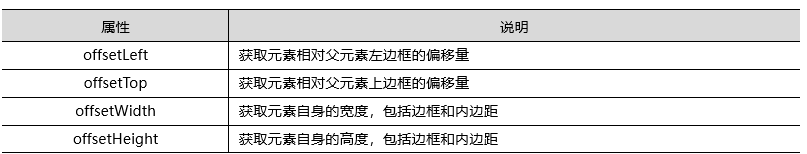 属性 说明
offsetLeft 获取元素相对父元素左边框的偏移量
offsetTop 获取元素相对父元素上边框的偏移量
offsetWidth 获取元素自身的宽度，包括边框和内边距
offsetHeight 获取元素自身的高度，包括边框和内边距